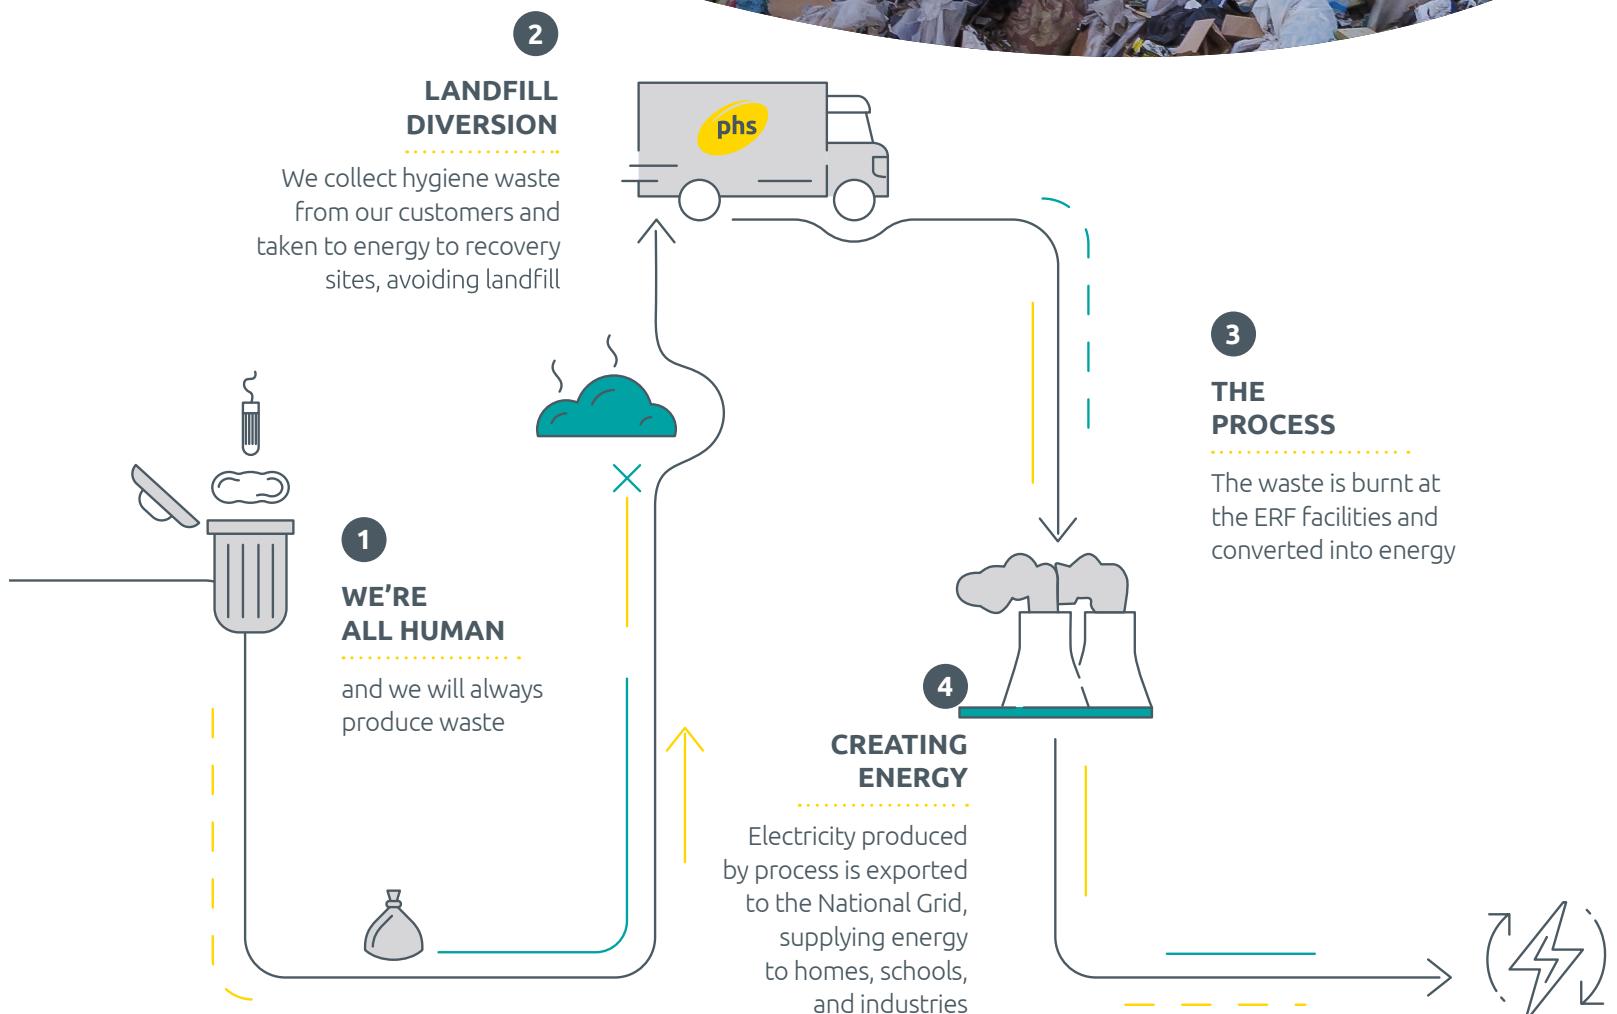 2
LANDFILL
DIVERSION
We collect hygiene waste
from our customers and
taken to energy to recovery
sites, avoiding landfill
phs
3
THE
PROCESS
The waste is burnt at
the ERF facilities and
converted into energy
1
WE’RE
ALL HUMAN
and we will always
produce waste
4
CREATING
ENERGY
Electricity produced
by process is exported
to the National Grid,
supplying energy
to homes, schools,
and industries